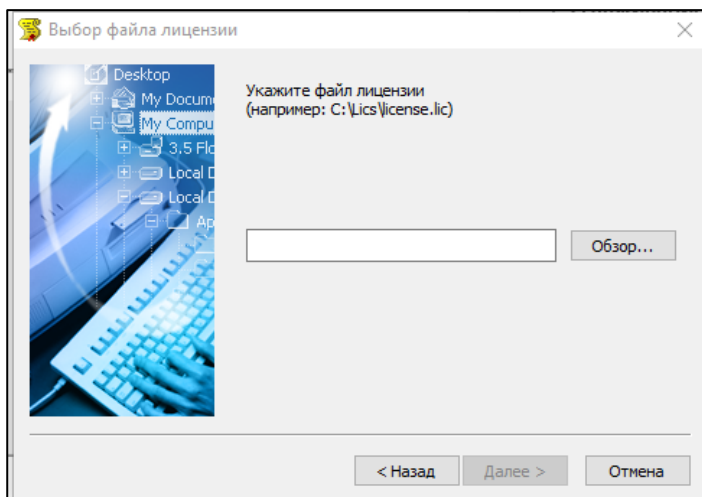 Выбор файла лицензии
Desktop
My Docum
My Compu
3.5 Flo
Local D
Local D
Ap
Укажите файл лицензии
(например: C:\Lics\license.lic)
Обзор...
< Назад
Далее >
Отмена